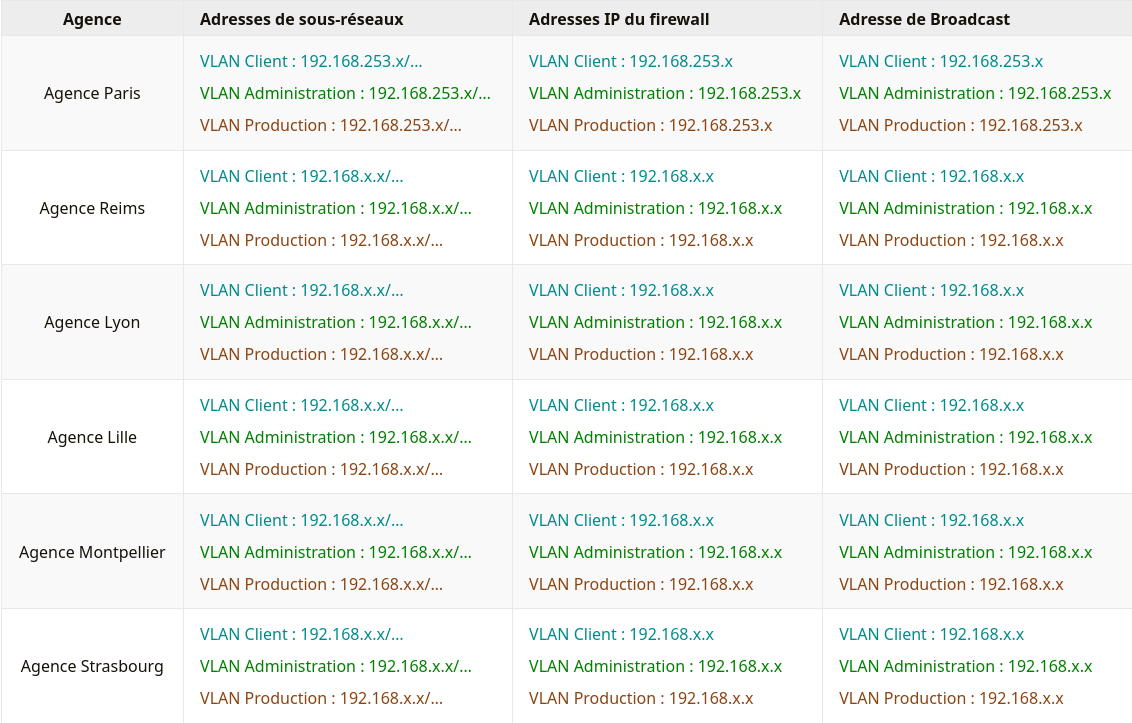 Agence Adresses de sous-réseaux Adresses IP du firewall Adresse de Broadcast
VLAN Client : 192.168.253.x/... VLAN Client : 192.168.253.x VLAN Client : 192.168.253.x
Agence Paris VLAN Administration : 192.168.253.x/... VLAN Administration : 192.168.253.x VLAN Administration : 192.168.253.x
VLAN Production : 192.168.253.x/... VLAN Production : 192.168.253.x VLAN Production : 192.168.253.x
VLAN Client : 192.168.x.x/... VLAN Client : 192.168.x.x VLAN Client : 192.168.x.x
Agence Reims VLAN Administration : 192.168.x.x/... VLAN Administration : 192.168.x.x VLAN Administration : 192.168.x.x
VLAN Production : 192.168.x.x/... VLAN Production : 192.168.x.x VLAN Production : 192.168.x.x
VLAN Client : 192.168.x.x/... VLAN Client : 192.168.x.x VLAN Client : 192.168.x.x
Agence Lyon VLAN Administration : 192.168.x.x/... VLAN Administration : 192.168.x.x VLAN Administration : 192.168.x.x
VLAN Production : 192.168.x.x/... VLAN Production : 192.168.x.x VLAN Production : 192.168.x.x
VLAN Client : 192.168.x.x/... VLAN Client : 192.168.x.x VLAN Client : 192.168.x.x
Agence Lille VLAN Administration : 192.168.x.x/... VLAN Administration : 192.168.x.x VLAN Administration : 192.168.x.x
VLAN Production : 192.168.x.x/... VLAN Production : 192.168.x.x VLAN Production : 192.168.x.x
VLAN Client : 192.168.x.x/... VLAN Client : 192.168.x.x VLAN Client : 192.168.x.x
Agence Montpellier VLAN Administration : 192.168.x.x/... VLAN Administration : 192.168.x.x VLAN Administration : 192.168.x.x
VLAN Production : 192.168.x.x/... VLAN Production : 192.168.x.x VLAN Production : 192.168.x.x
VLAN Client : 192.168.x.x/... VLAN Client : 192.168.x.x VLAN Client : 192.168.x.x
Agence Strasbourg VLAN Administration : 192.168.x.x/... VLAN Administration : 192.168.x.x VLAN Administration : 192.168.x.x
VLAN Production : 192.168.x.x/... VLAN Production : 192.168.x.x VLAN Production : 192.168.x.x